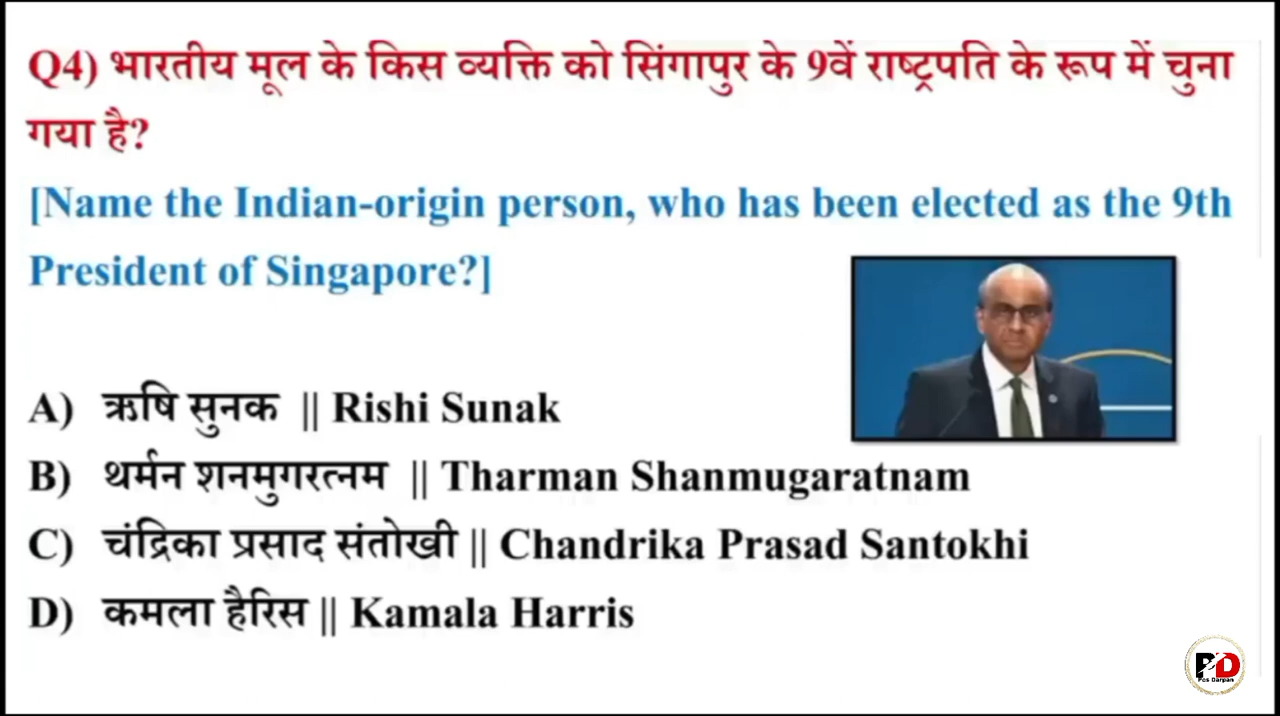 Q4) भारतीय मूल के किस व्यक्ति को सिंगापुर के 9वें राष्ट्रपति के रूप में चुना
गया है?
[Name the Indian-origin person, who has been elected as the 9th
President of Singapore?]
A) ऋषि सुनक || Rishi Sunak
B) थर्मन शनमुगरत्नम || Tharman Shanmugaratnam
C) चंद्रिका प्रसाद संतोखी || Chandrika Prasad Santokhi
D) कमला हैरिस || Kamala Harris
PD
Pcs Darpan